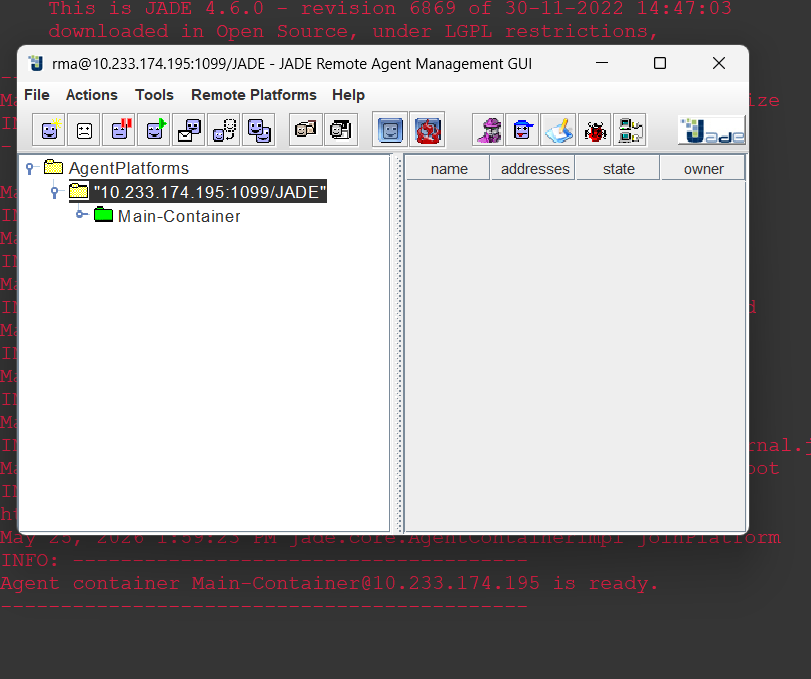 This is JADE 4.6.0 - revision 6869 of 30-11-2022 14:47:03
downloaded in Open Source, under LGPL restrictions,
rma@10.233.174.195:1099/JADE - JADE Remote Agent Management GUI
File Actions Tools Remote Platforms Help
Jade
AgentPlatforms
"10.233.174.195:1099/JADE"
Main-Container
name addresses state owner
May 25, 2026 1:59:23 PM jade.core.AgentContainerImpl joinPlatform
INFO: --------------------------------------
Agent container Main-Container@10.233.174.195 is ready.
--------------------------------------------